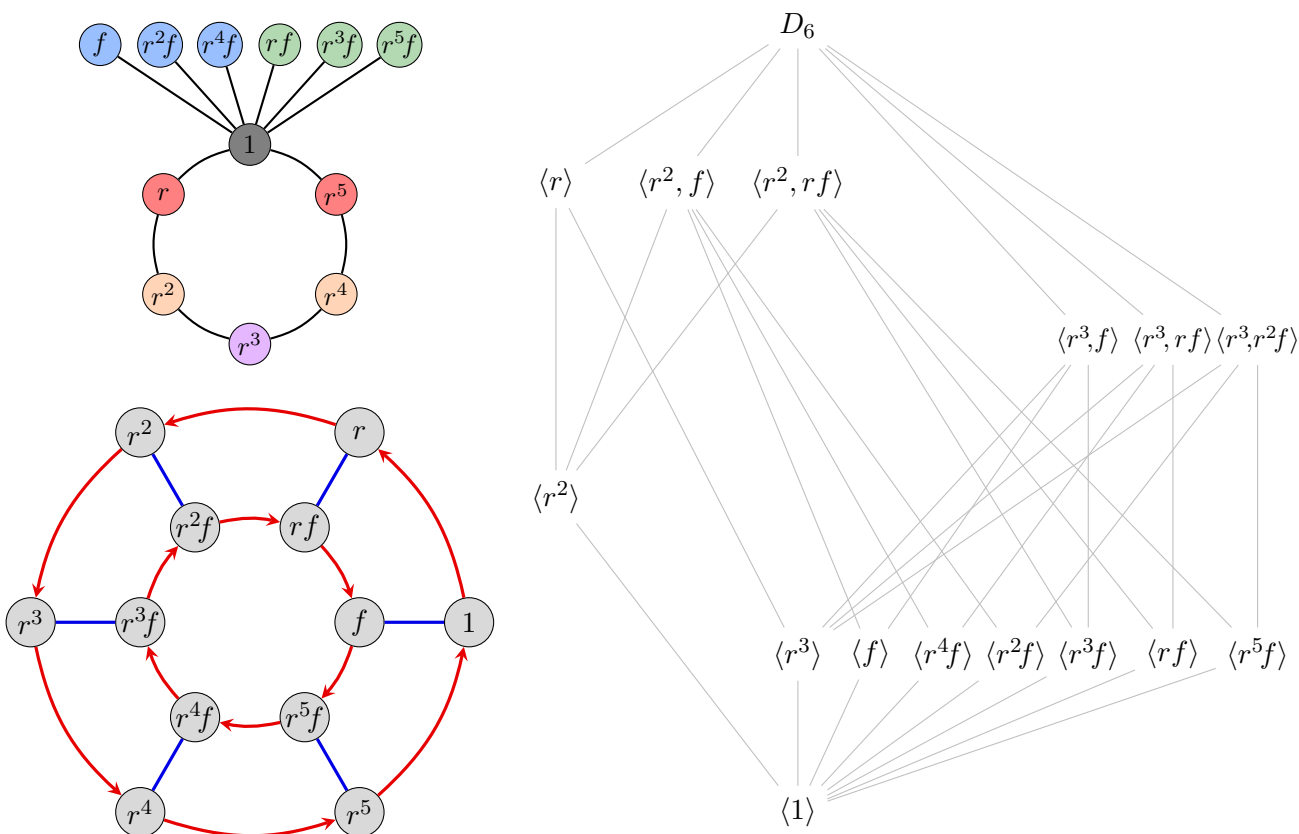 f r²f r⁴f rf r³f r⁵f
1
r r⁵
r² r⁴
r³
r² r
r²f rf
r³ r³f f 1
r⁴f r⁵f
r⁴ r⁵
D₆
⟨r⟩ ⟨r², f⟩ ⟨r², rf⟩
⟨r³,f⟩ ⟨r³, rf⟩ ⟨r³,r²f⟩
⟨r²⟩
⟨r³⟩ ⟨f⟩ ⟨r⁴f⟩ ⟨r²f⟩ ⟨r³f⟩ ⟨rf⟩ ⟨r⁵f⟩
⟨1⟩